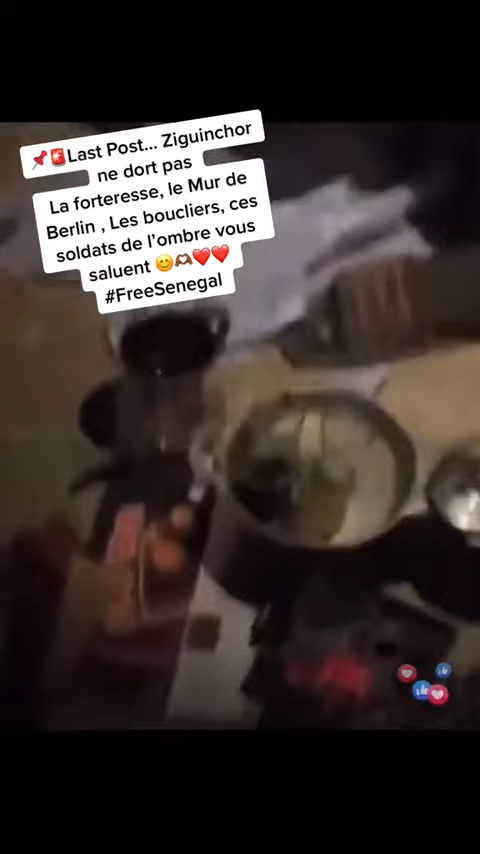 📌🚨Last Post... Ziguinchor
ne dort pas
La forteresse, le Mur de
Berlin , Les boucliers, ces
soldats de l'ombre vous
saluent 😊🫶🏾❤️❤️
#FreeSenegal